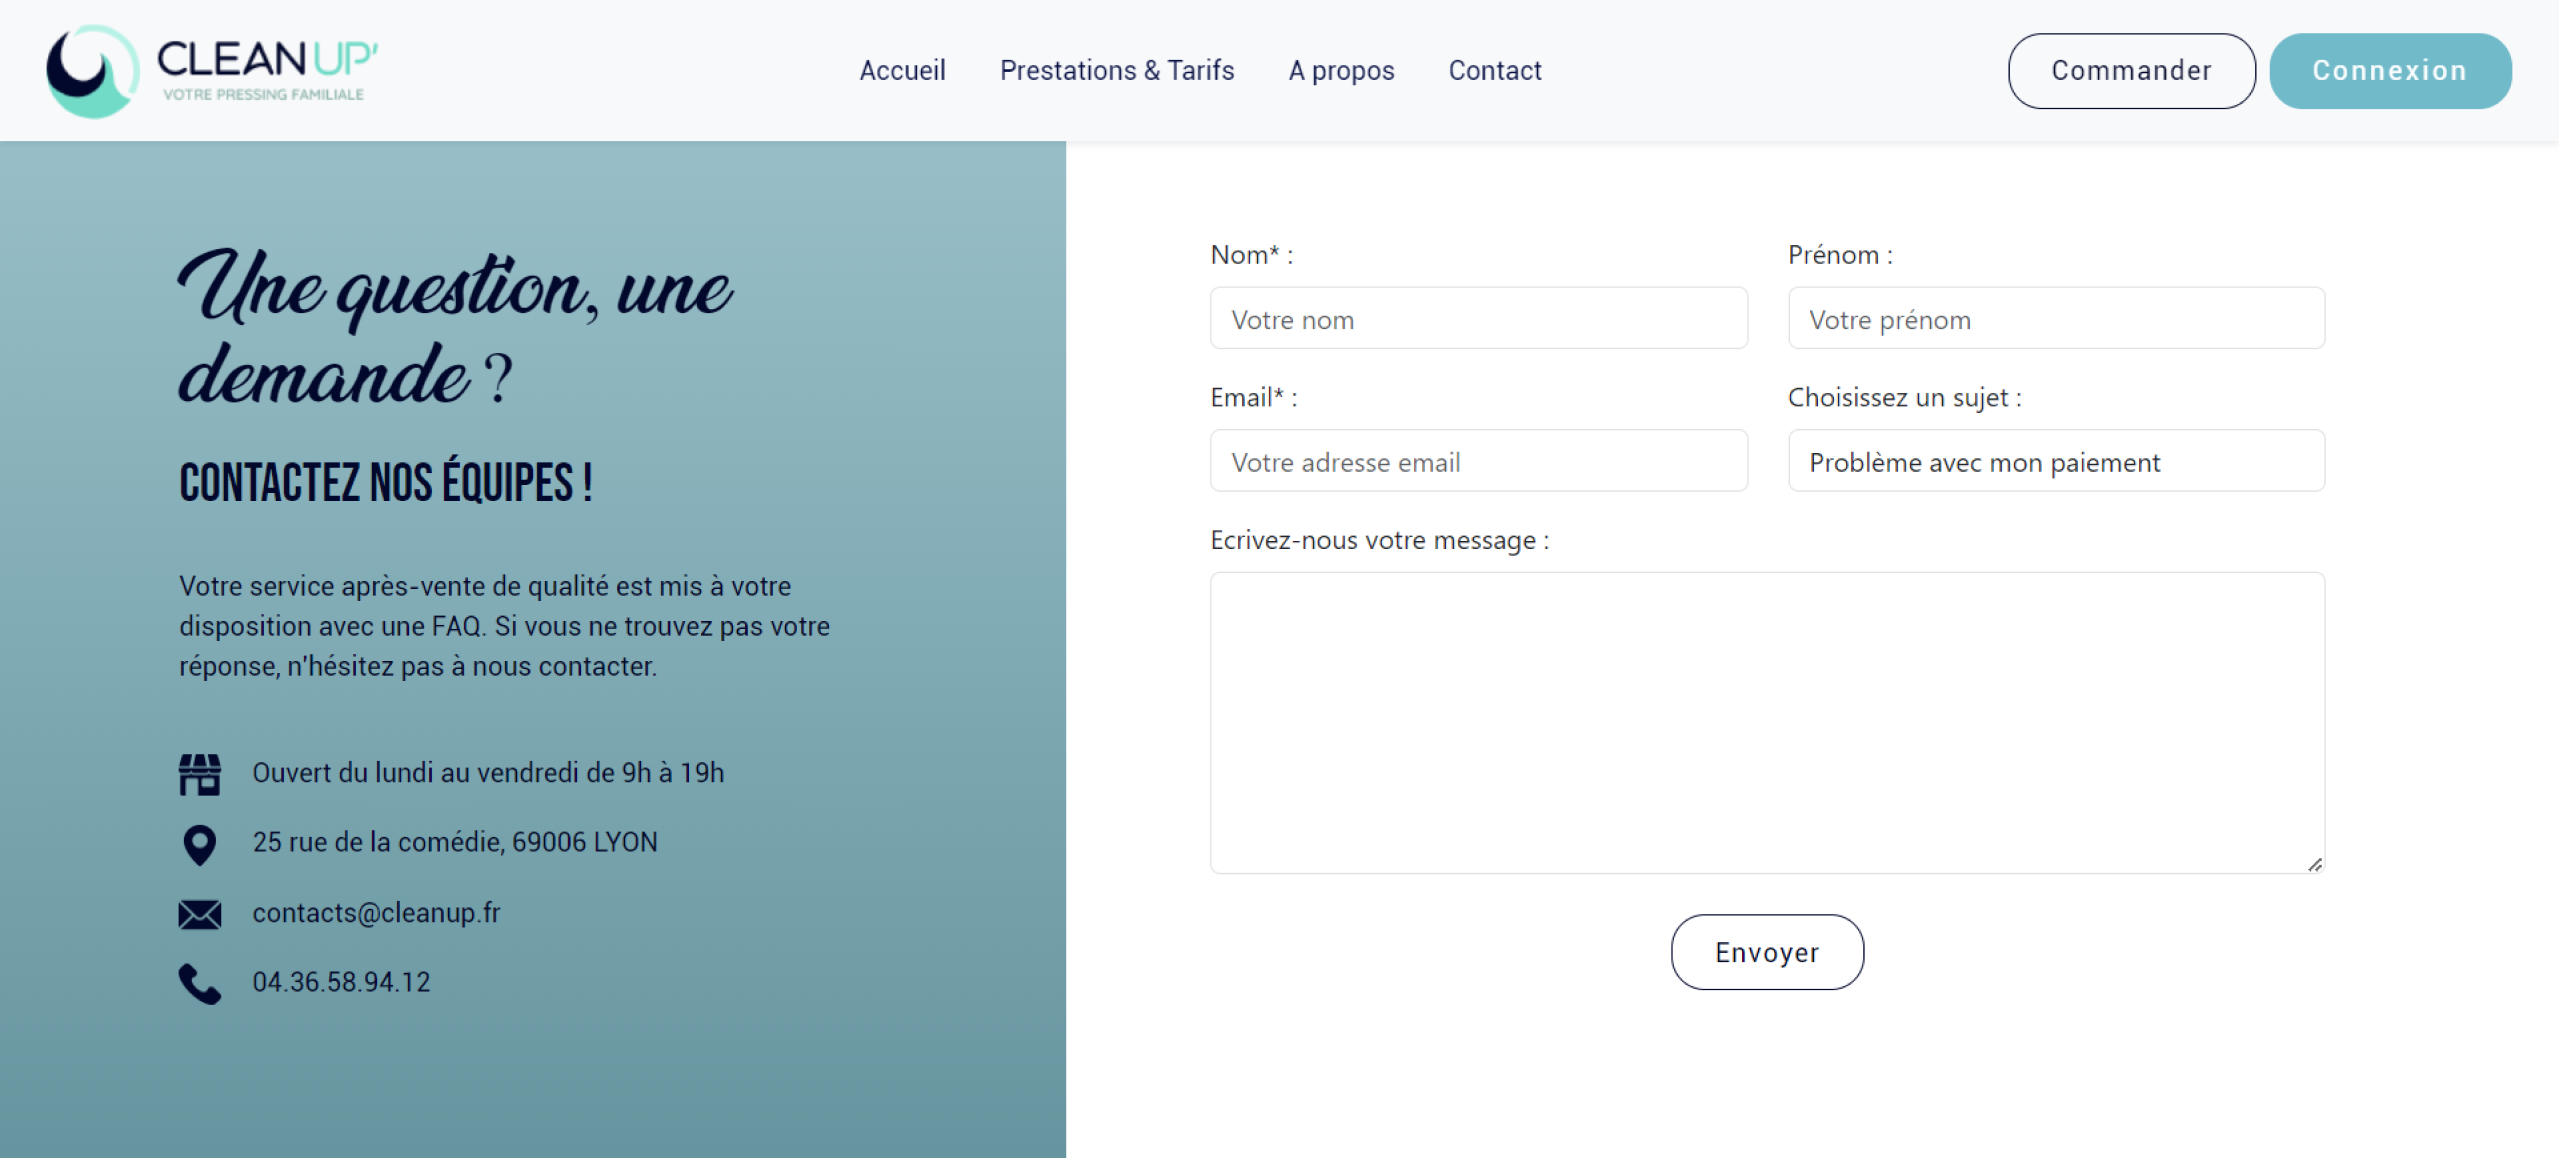 CLEAN UP'
VOTRE PRESSING FAMILIALE
Accueil
Prestations & Tarifs
A propos
Contact
Commander
Connexion
Une question, une
demande ?
CONTACTEZ NOS ÉQUIPES !
Votre service après-vente de qualité est mis à votre
disposition avec une FAQ. Si vous ne trouvez pas votre
réponse, n'hésitez pas à nous contacter.
Ouvert du lundi au vendredi de 9h à 19h
25 rue de la comédie, 69006 LYON
contacts@cleanup.fr
04.36.58.94.12
Nom* :
Votre nom
Prénom :
Votre prénom
Email* :
Votre adresse email
Choisissez un sujet :
Problème avec mon paiement
Ecrivez-nous votre message :
Envoyer